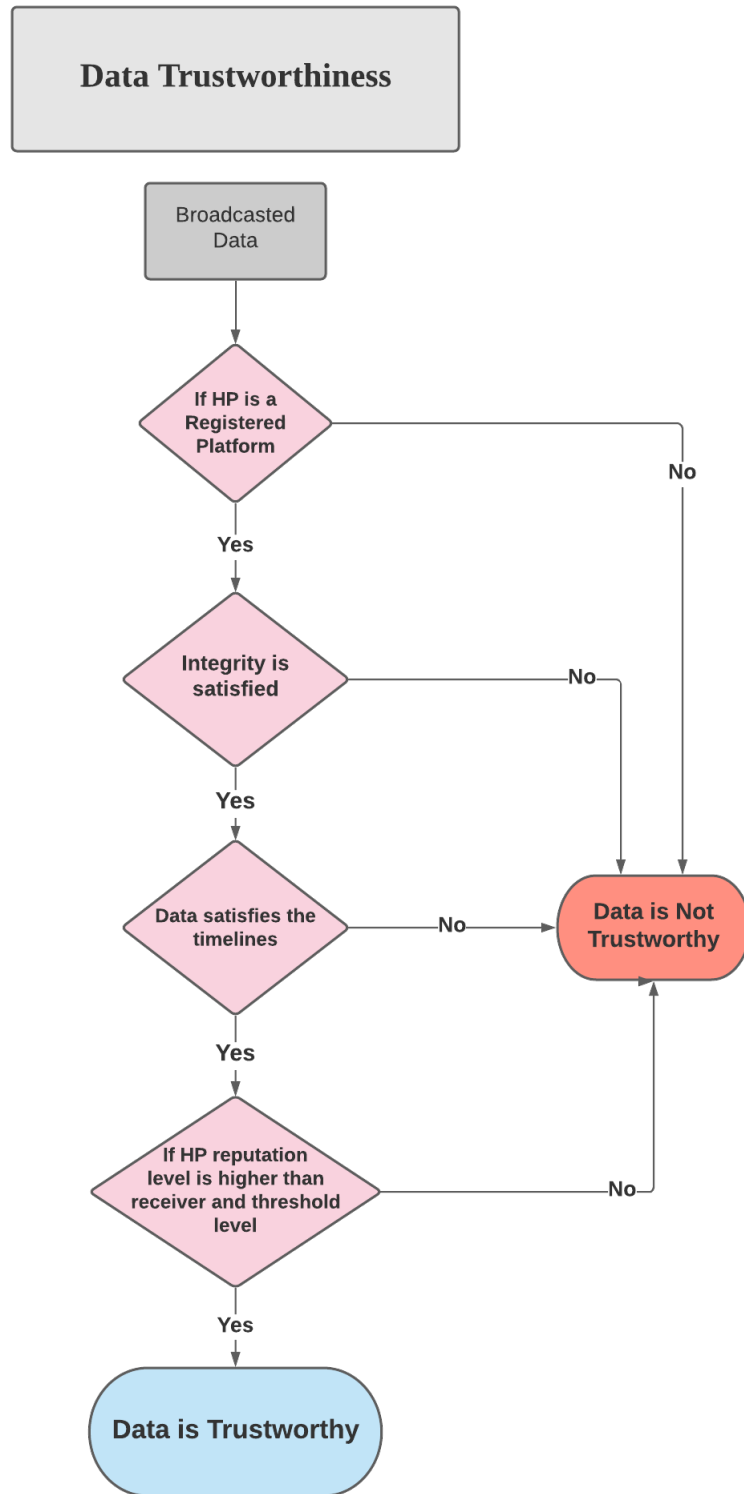 Data Trustworthiness
Broadcasted
Data
If HP is a
Registered
Platform
No
Yes
Integrity is
satisfied
No
Yes
Data satisfies the
timelines
No
Data is Not
Trustworthy
Yes
If HP reputation
level is higher than
receiver and threshold
level
No
Yes
Data is Trustworthy